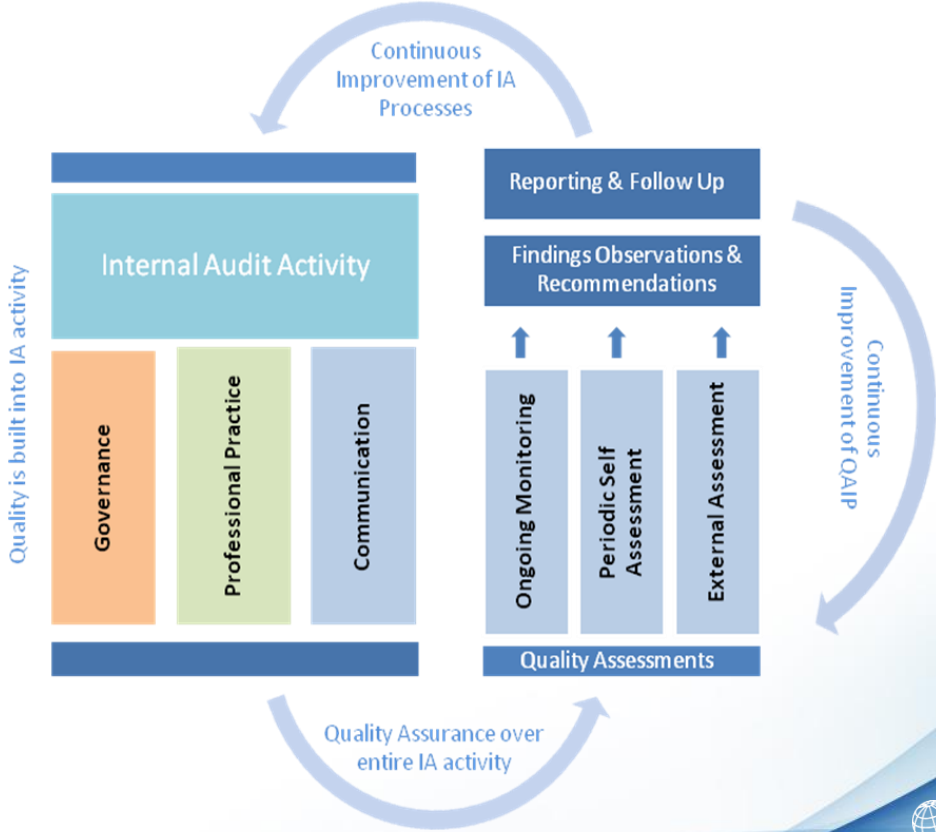 Continuous
Improvement of IA
Processes
Reporting & Follow Up
Internal Audit Activity
Findings Observations &
Recommendations
Quality is built into IA activity
Governance
Professional Practice
Communication
Ongoing Monitoring
Periodic Self
Assessment
External Assessment
Continuous
Improvement of QAIP
Quality Assessments
Quality Assurance over
entire IA activity